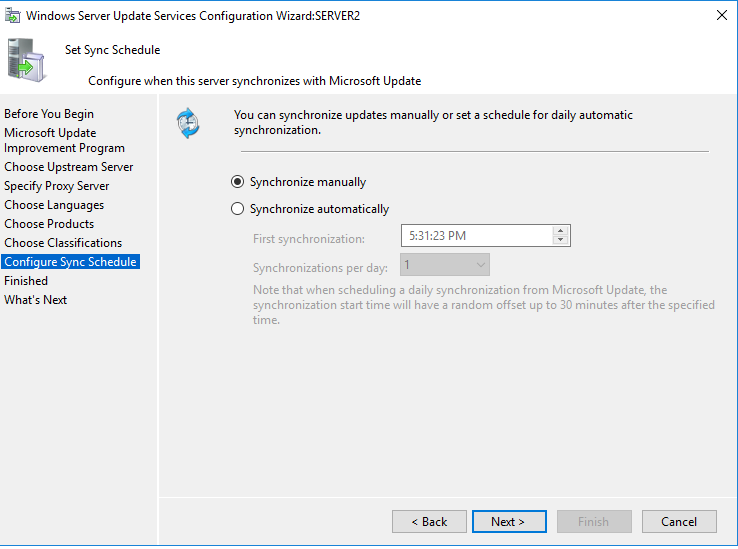 Windows Server Update Services Configuration Wizard:SERVER2
Set Sync Schedule
Configure when this server synchronizes with Microsoft Update
Before You Begin
Microsoft Update
Improvement Program
Choose Upstream Server
Specify Proxy Server
Choose Languages
Choose Products
Choose Classifications
Configure Sync Schedule
Finished
What's Next
You can synchronize updates manually or set a schedule for daily automatic
synchronization.
Synchronize manually
Synchronize automatically
First synchronization:
5:31:23 PM
Synchronizations per day:
1
Note that when scheduling a daily synchronization from Microsoft Update, the
synchronization start time will have a random offset up to 30 minutes after the specified
time.
< Back
Next >
Finish
Cancel